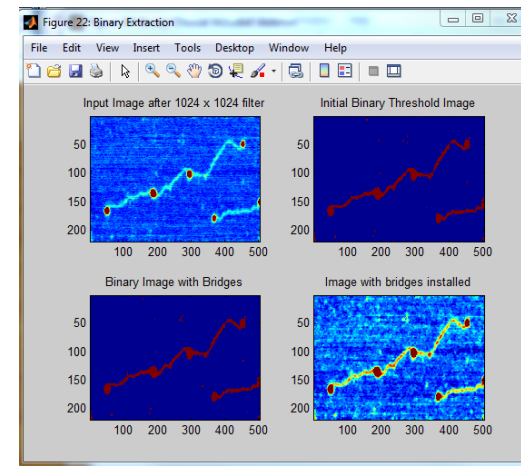 Figure 22: Binary Extraction
File Edit View Insert Tools Desktop Window Help
Input Image after 1024 x 1024 filter
50
100
150
200
100 200 300 400 500
Initial Binary Threshold Image
50
100
150
200
100 200 300 400 500
Binary Image with Bridges
50
100
150
200
100 200 300 400 500
Image with bridges installed
50
100
150
200
100 200 300 400 500